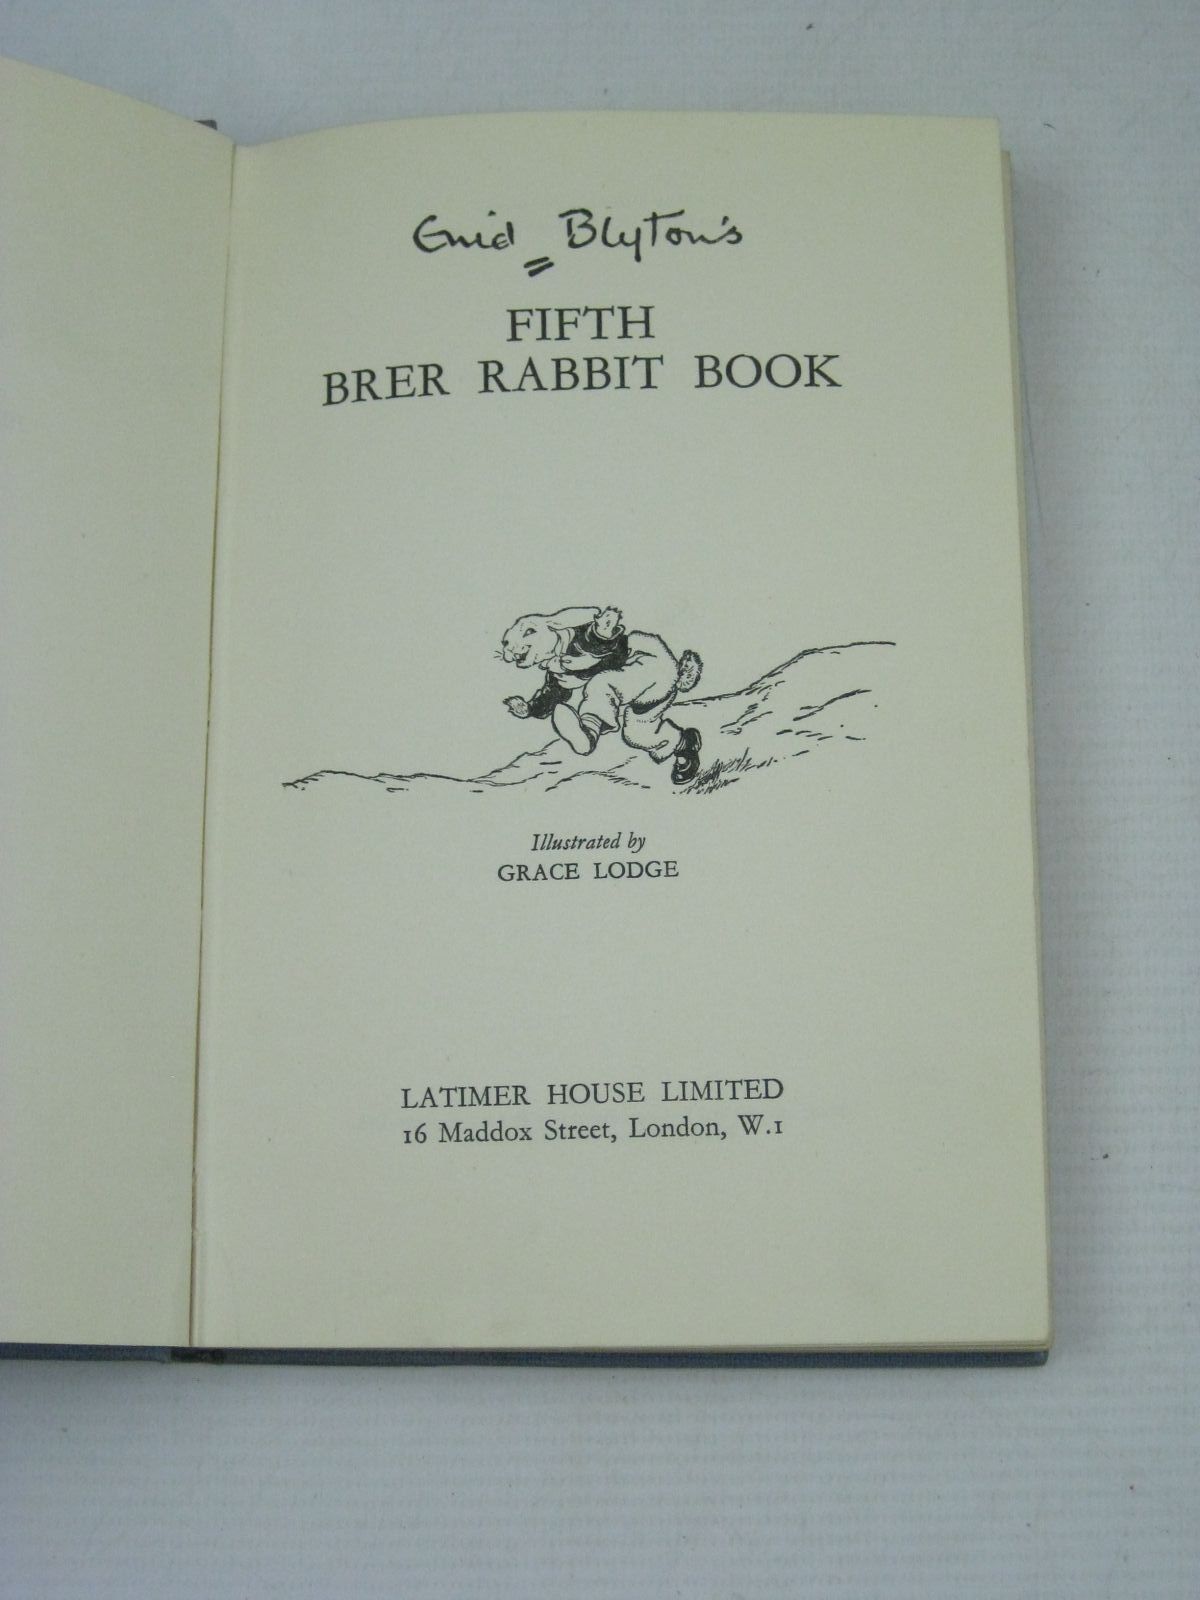 Enid Blyton's
FIFTH
BRER RABBIT BOOK
Illustrated by
GRACE LODGE
LATIMER HOUSE LIMITED
16 Maddox Street, London, W.1